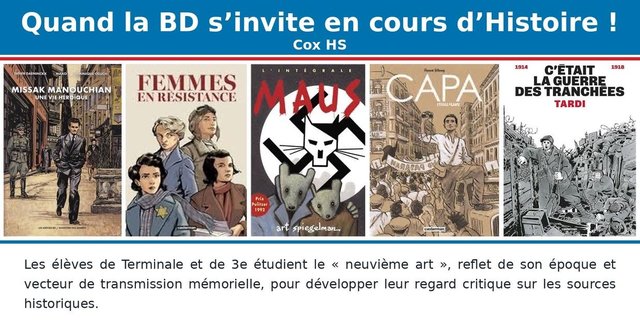 Quand la BD s’invite en cours d’Histoire !
Cox HS
MISSAK MANOUCHIAN
UNE VIE HÉROÏQUE
FEMMES
EN RÉSISTANCE
L'INTÉGRALE
MAUS
Prix
Pulitzer
1992
art spiegelman
CAPA
1914
1918
C'ÉTAIT
LA GUERRE
DES TRANCHÉES
TARDI
Les élèves de Terminale et de 3e étudient le « neuvième art », reflet de son époque et
vecteur de transmission mémorielle, pour développer leur regard critique sur les sources
historiques.